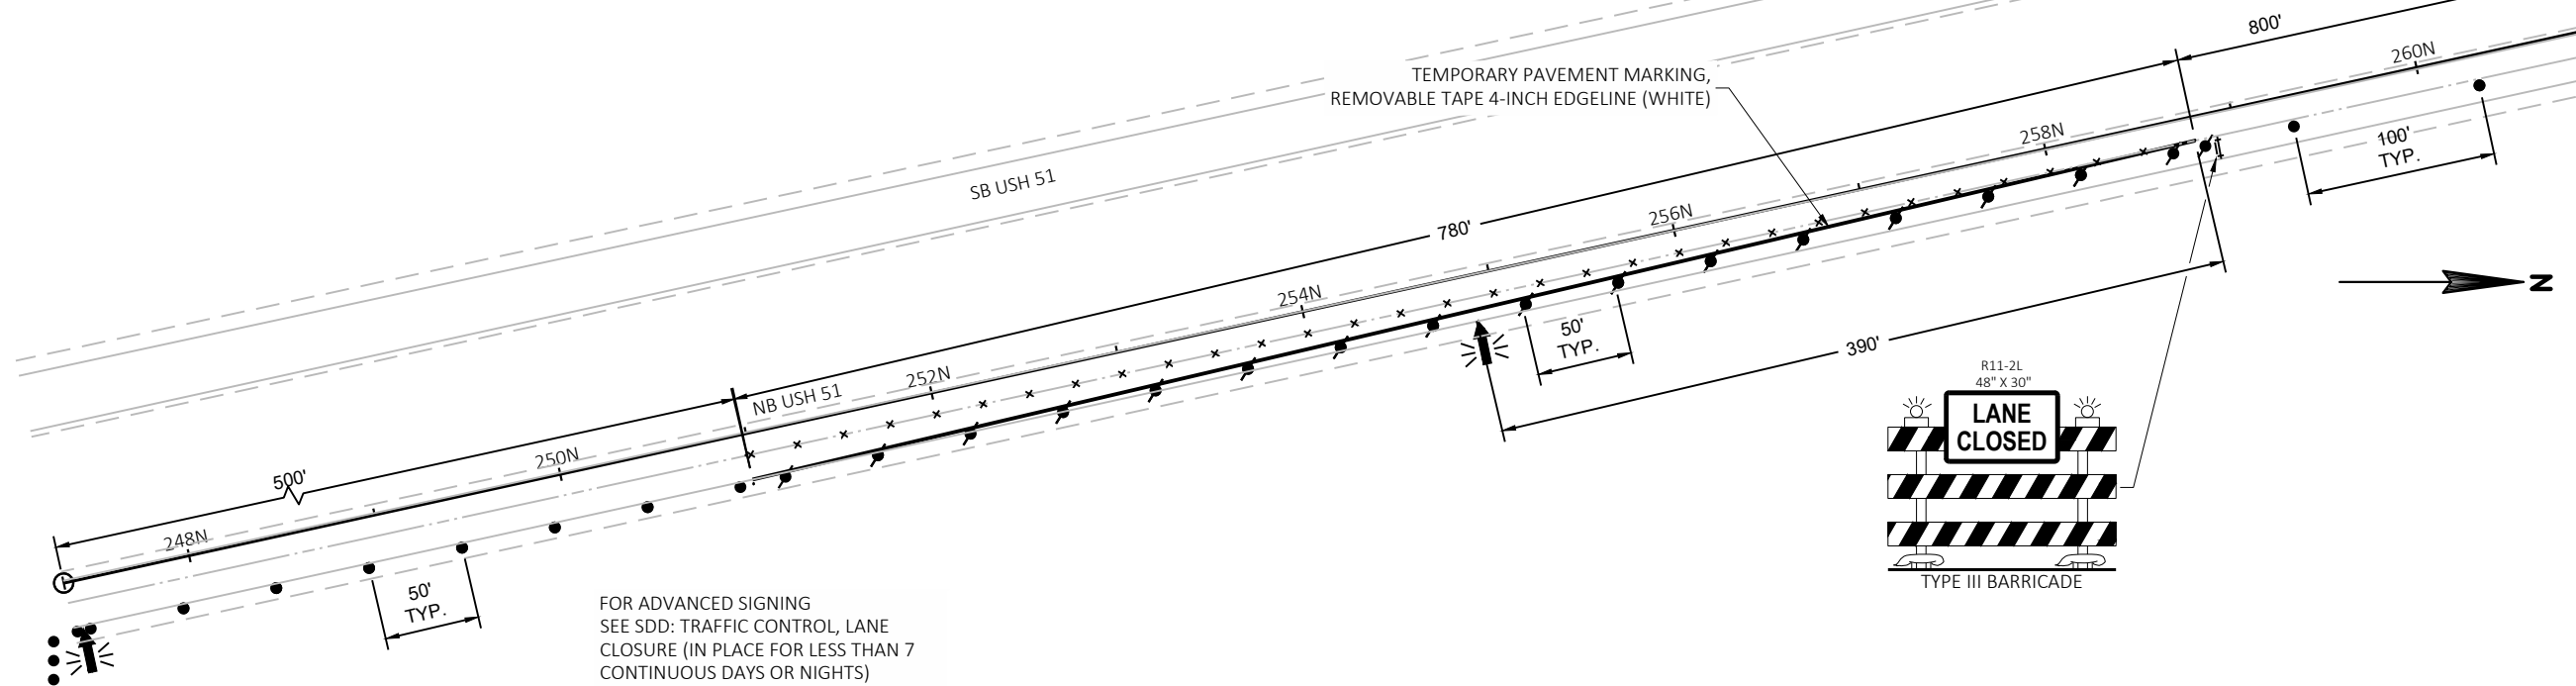 800'
260N
TEMPORARY PAVEMENT MARKING,
REMOVABLE TAPE 4-INCH EDGELINE (WHITE)
258N
100'
TYP.
SB USH 51
256N
780'
254N
N
50'
TYP.
390'
252N
NB USH 51
R11-2L
48" X 30"
LANE
CLOSED
TYPE III BARRICADE
250N
500'
248N
50'
TYP.
FOR ADVANCED SIGNING
SEE SDD: TRAFFIC CONTROL, LANE
CLOSURE (IN PLACE FOR LESS THAN 7
CONTINUOUS DAYS OR NIGHTS)